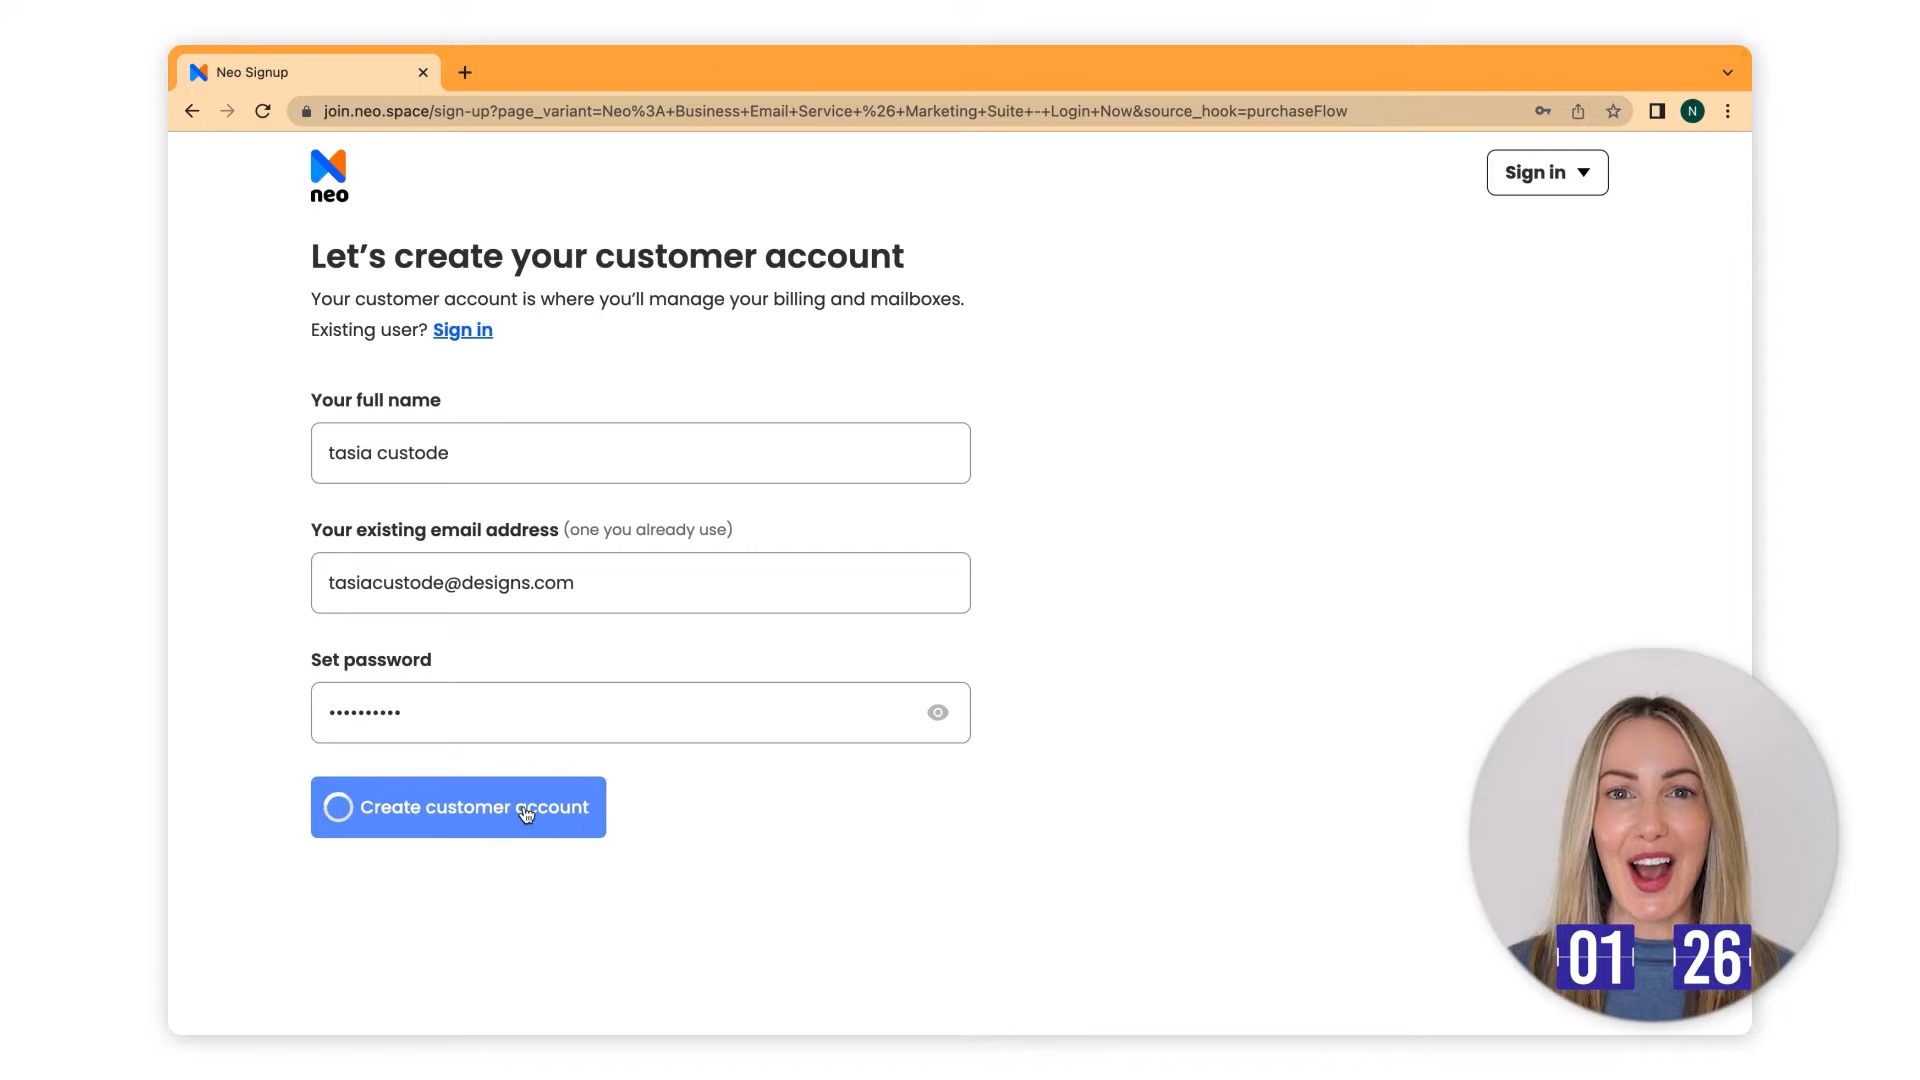 Neo Signup
join.neo.space/sign-up?page_variant=Neo%3A+Business+Email+Service+%26+Marketing+Suite+-+Login+Now&source_hook=purchaseFlow
N
neo
Sign in
Let’s create your customer account
Your customer account is where you’ll manage your billing and mailboxes.
Existing user? Sign in
Your full name
tasia custode
Your existing email address (one you already use)
tasiacustode@designs.com
Set password
••••••••••
Create customer account
01 26